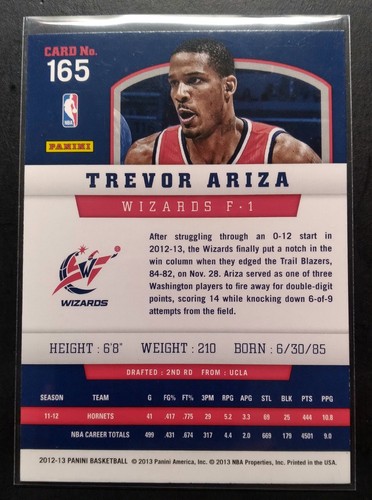 CARD No.
165
NBA
PANINI
TREVOR ARIZA
WIZARDS F·1
After struggling through an 0-12 start in
2012-13, the Wizards finally put a notch in the
win column when they edged the Trail Blazers,
84-82, on Nov. 28. Ariza served as one of three
Washington players to fire away for double-digit
points, scoring 14 while knocking down 6-of-9
attempts from the field.
WIZARDS
HEIGHT : 6'8" WEIGHT : 210 BORN : 6/30/85
DRAFTED : 2ND RD FROM : UCLA
SEASON TEAM G FG% FT% 3PM RPG APG STL BLK PTS PPG
11-12 HORNETS 41 .417 .775 29 5.2 3.3 69 25 444 10.8
NBA CAREER TOTALS 499 .431 .674 317 4.4 2.0 669 179 4501 9.0
2012-13 PANINI BASKETBALL © 2013 Panini America, Inc. © 2013 NBA Properties, Inc. Printed in the USA.